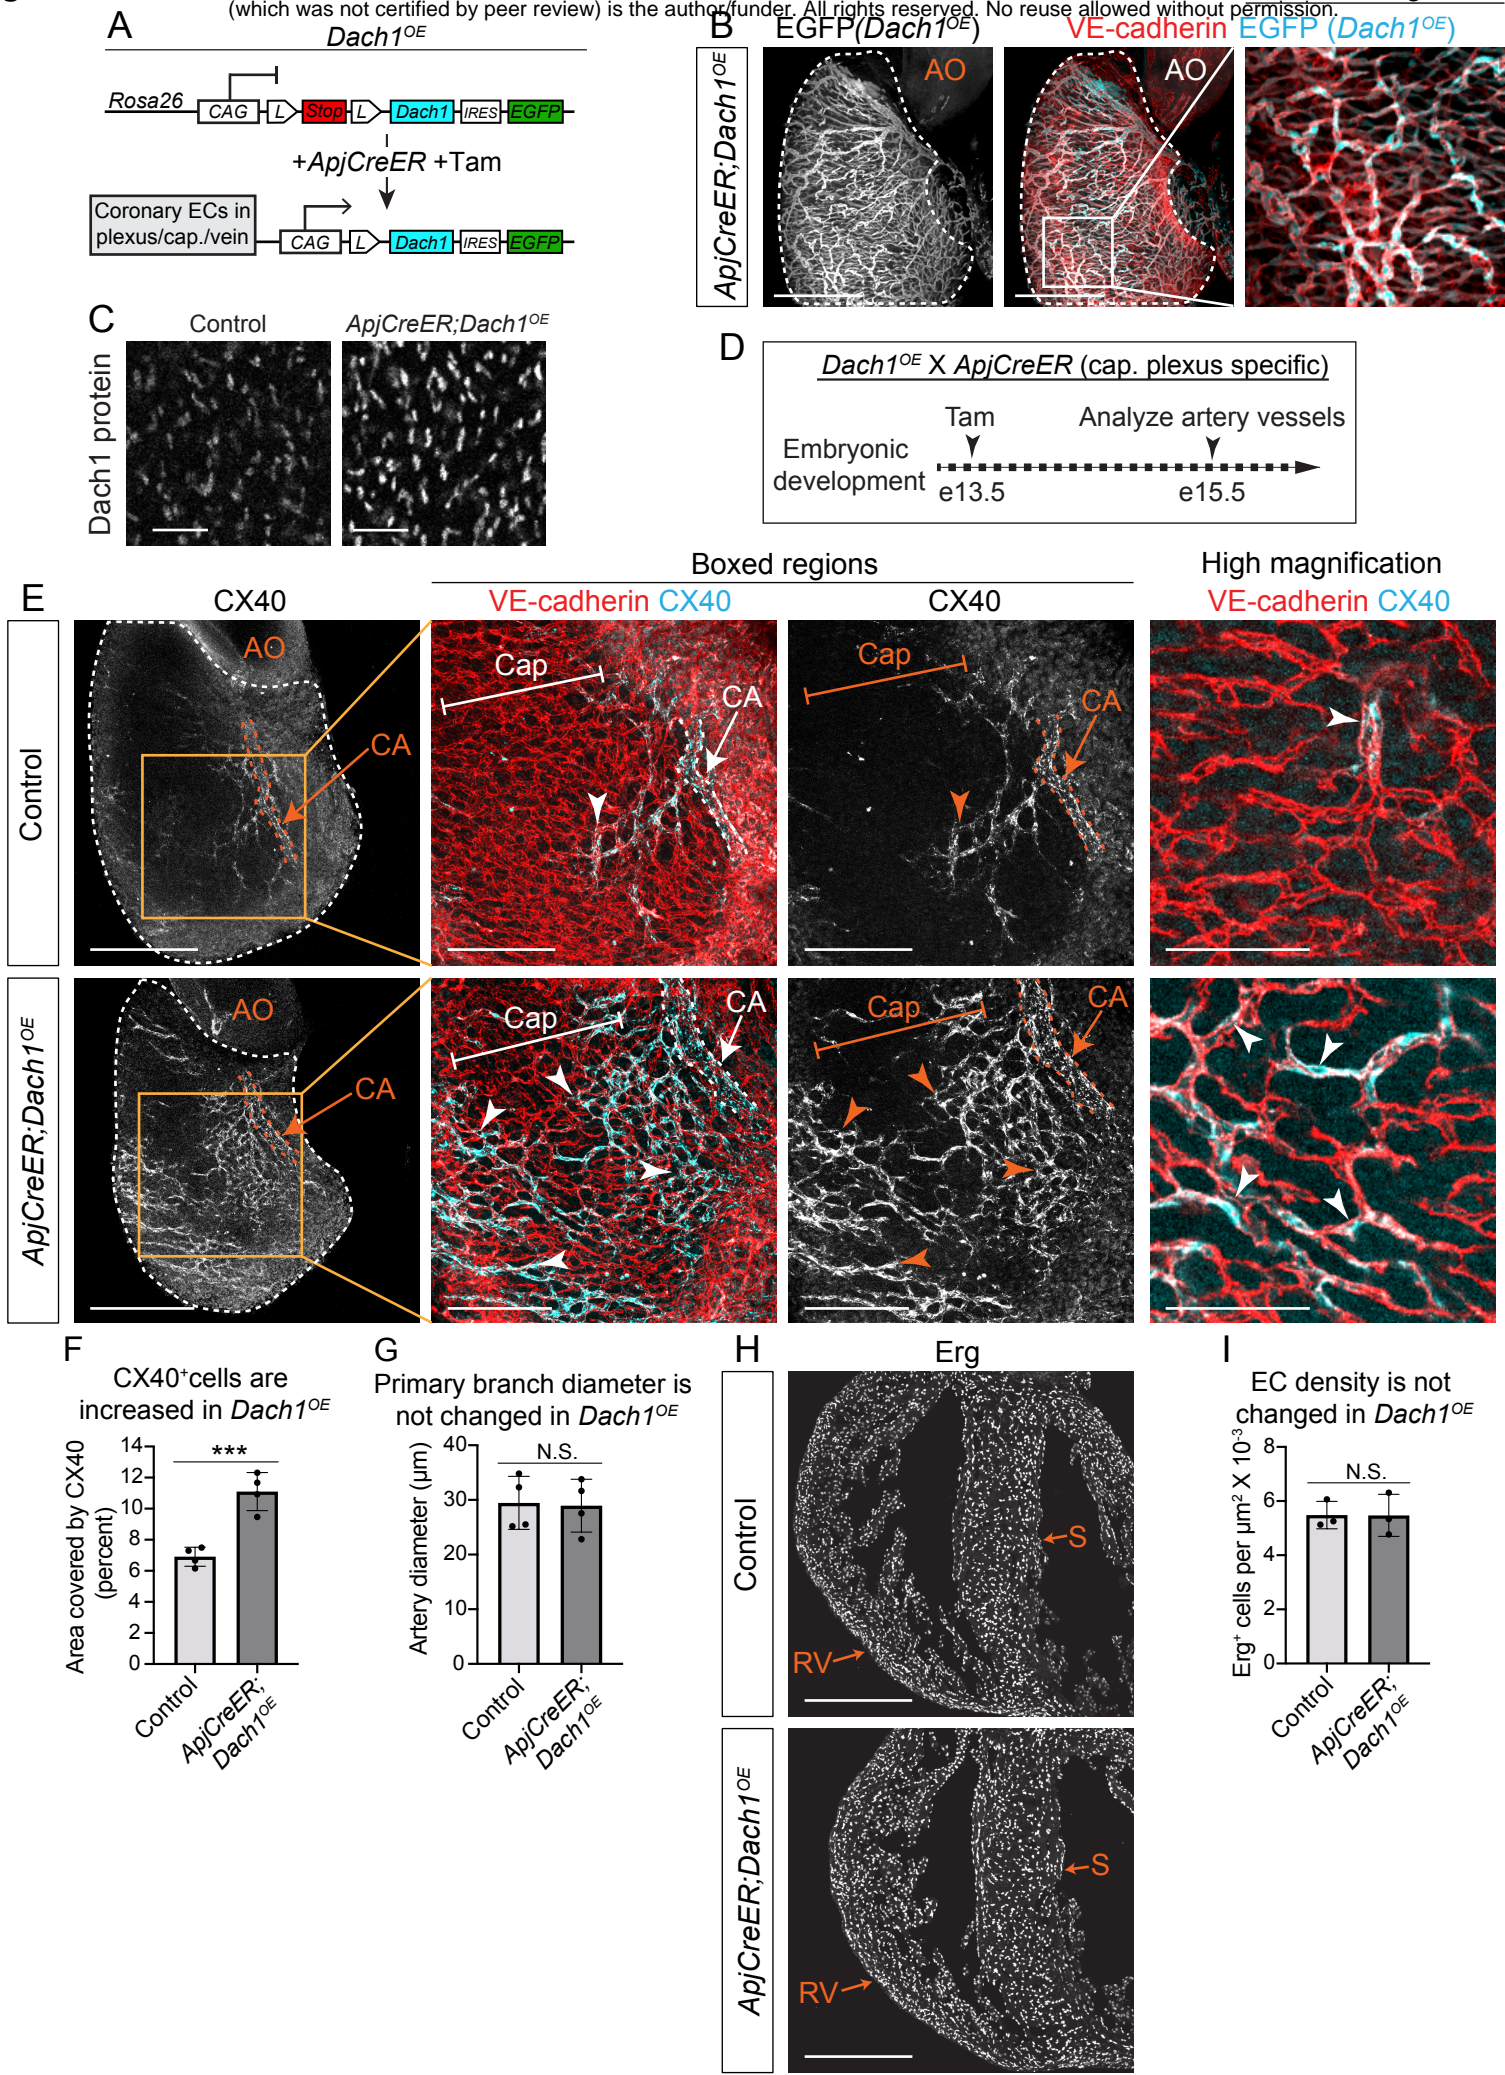 (which was not certified by peer review) is the author/funder. All rights reserved. No reuse allowed without permission.
A
Dach1OE
Rosa26
CAG L Stop L Dach1 IRES EGFP
+ApjCreER +Tam
Coronary ECs in
plexus/cap./vein
CAG L Dach1 IRES EGFP
B
EGFP(Dach1OE)
VE-cadherin EGFP (Dach1OE)
ApjCreER;Dach1OE
AO
AO
C
Control
ApjCreER;Dach1OE
Dach1 protein
D
Dach1OE X ApjCreER (cap. plexus specific)
Tam
Analyze artery vessels
Embryonic
development
e13.5
e15.5
E
Boxed regions
High magnification
CX40
VE-cadherin CX40
CX40
VE-cadherin CX40
Control
AO
CA
Cap
CA
Cap
CA
ApjCreER;Dach1OE
AO
CA
Cap
CA
Cap
CA
F
CX40+cells are
increased in Dach1OE
Area covered by CX40
(percent)
14
12
10
8
6
4
2
0
***
Control
ApjCreER;
Dach1OE
G
Primary branch diameter is
not changed in Dach1OE
Artery diameter (µm)
40
30
20
10
0
N.S.
Control
ApjCreER;
Dach1OE
H
Erg
Control
S
RV
ApjCreER;Dach1OE
S
RV
I
EC density is not
changed in Dach1OE
Erg+ cells per µm2 X 10-3
8
6
4
2
0
N.S.
Control
ApjCreER;
Dach1OE